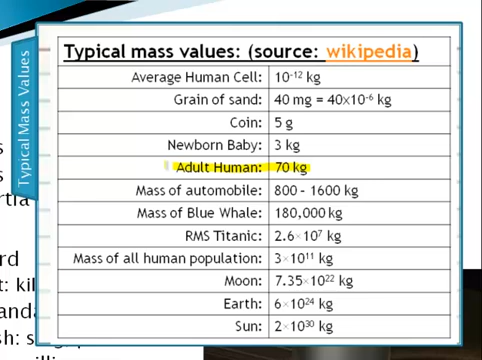 Typical Mass Values
Typical mass values: (source: wikipedia)
Average Human Cell: 10⁻¹² kg
Grain of sand: 40 mg = 40x10⁻⁶ kg
Coin: 5 g
Newborn Baby: 3 kg
Adult Human: 70 kg
Mass of automobile: 800 – 1600 kg
Mass of Blue Whale: 180,000 kg
RMS Titanic: 2.6×10⁷ kg
Mass of all human population: 3×10¹¹ kg
Moon: 7.35×10²² kg
Earth: 6×10²⁴ kg
Sun: 2×10³⁰ kg